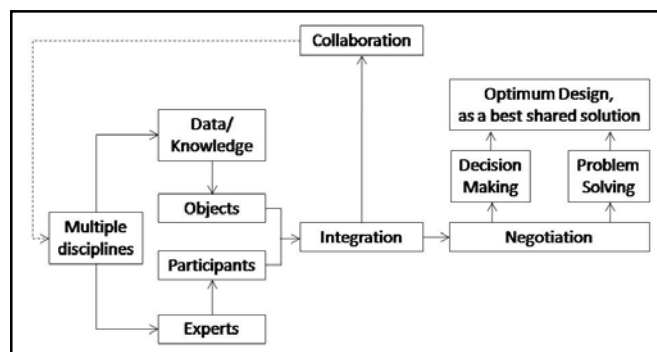 Collaboration
Optimum Design,
as a best shared solution
Data/
Knowledge
Decision
Making
Problem
Solving
Objects
Multiple
disciplines
Integration
Negotiation
Participants
Experts